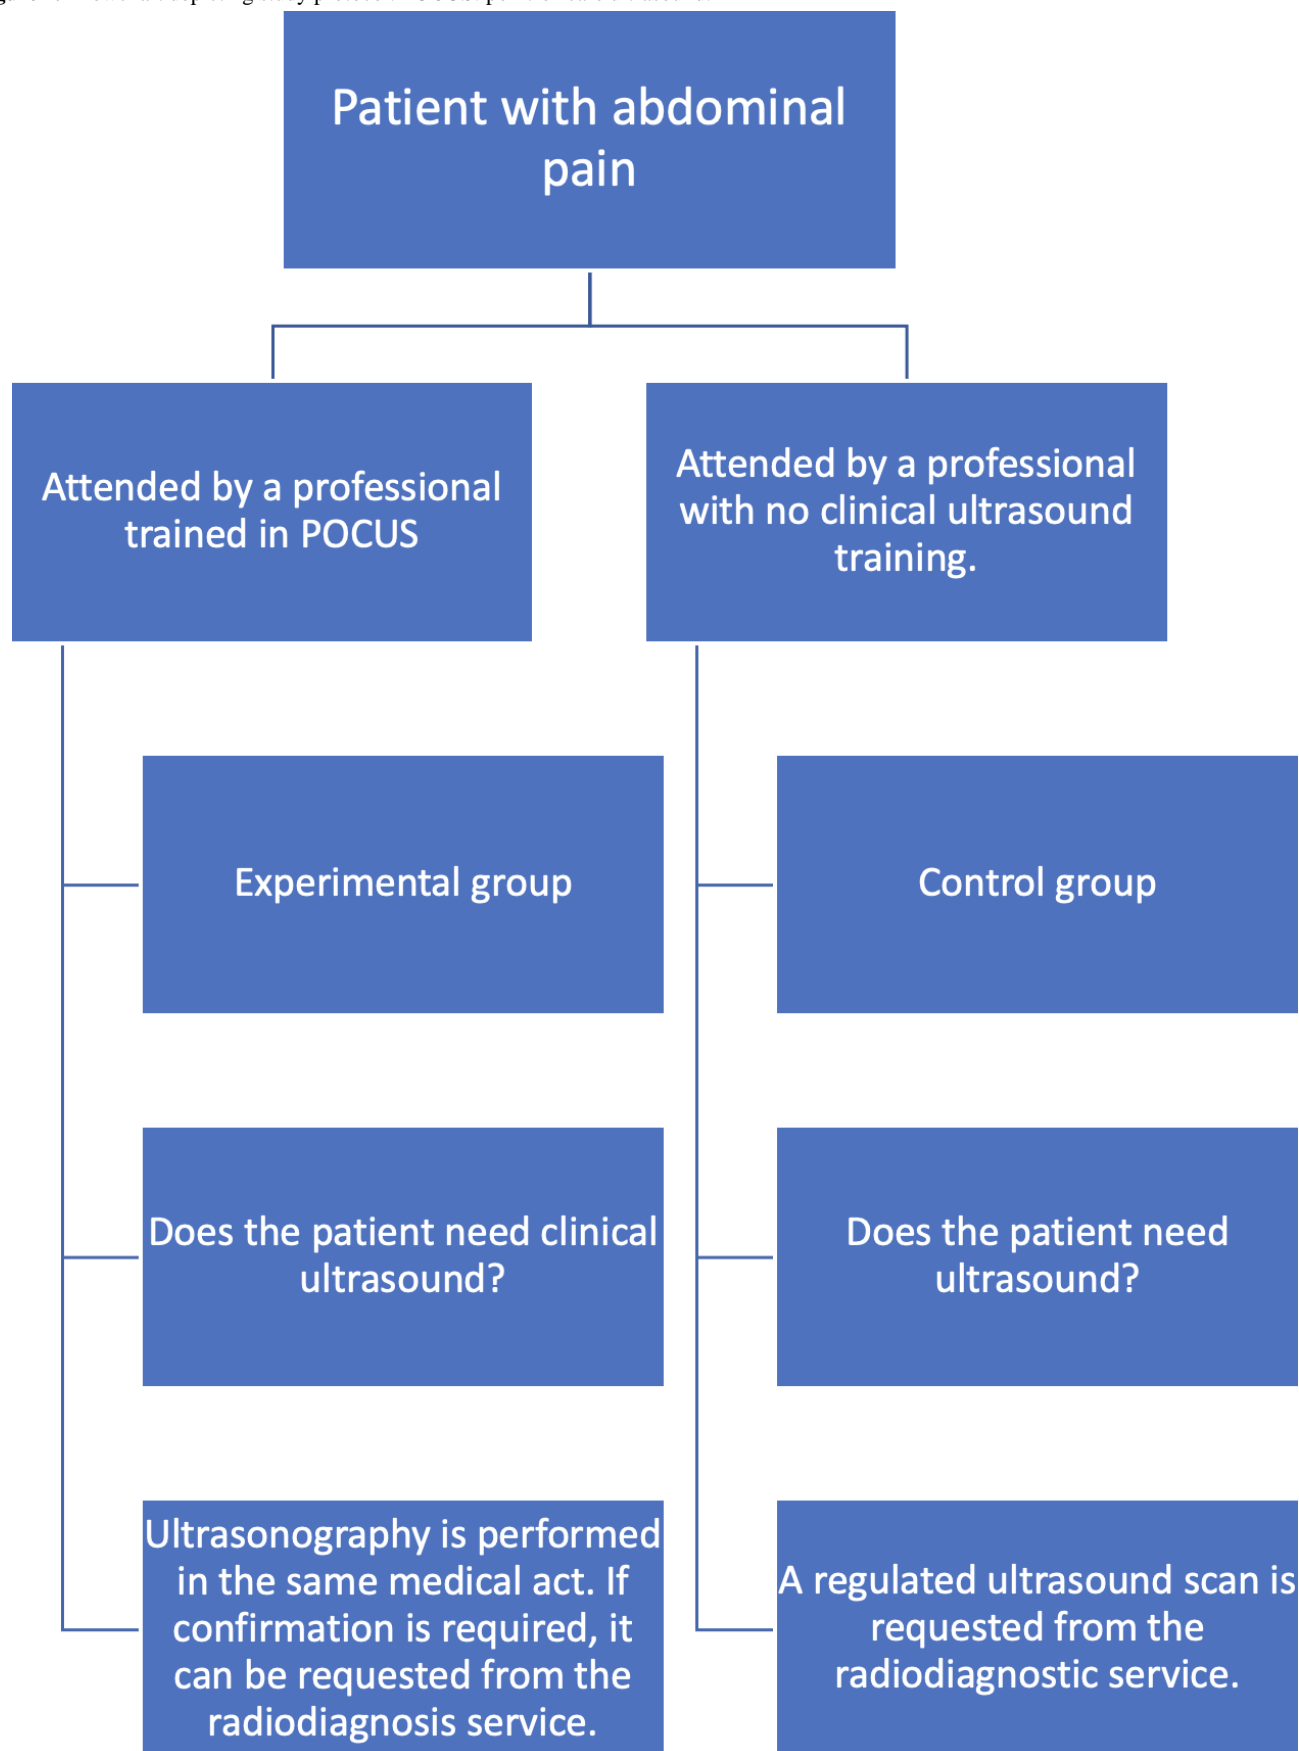 Patient with abdominal
pain
Attended by a professional
trained in POCUS
Attended by a professional
with no clinical ultrasound
training.
Experimental group
Control group
Does the patient need clinical
ultrasound?
Does the patient need
ultrasound?
Ultrasonography is performed
in the same medical act. If
confirmation is required, it
can be requested from the
radiodiagnosis service.
A regulated ultrasound scan is
requested from the
radiodiagnostic service.